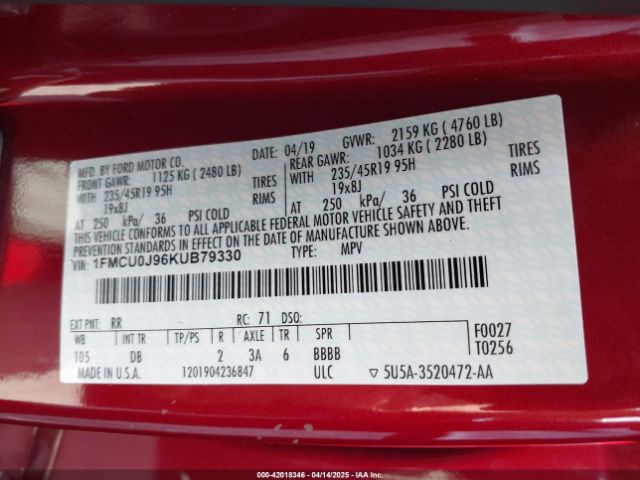 MFD. BY FORD MOTOR CO. DATE: 04/19 GVWR: 2159 KG ( 4760 LB)
FRONT GAWR: 1125 KG ( 2480 LB) REAR GAWR: 1034 KG ( 2280 LB)
WITH 235/45R19 95H TIRES WITH 235/45R19 95H TIRES
19x8J RIMS 19x8J RIMS
AT 250 kPa/ 36 PSI COLD AT 250 kPa/ 36 PSI COLD
THIS VEHICLE CONFORMS TO ALL APPLICABLE FEDERAL MOTOR VEHICLE SAFETY AND THEFT
PREVENTION STANDARDS IN EFFECT ON THE DATE OF MANUFACTURE SHOWN ABOVE.
VIN: 1FMCU0J96KUB79330 TYPE: MPV
EXT PNT: RR RC: 71 DSO: F0027
WB INT TR TP/PS R AXLE TR SPR T0256
105 DB 2 3A 6 BBBB
MADE IN U.S.A. 1201904236847 ULC ▽ 5U5A-3520472-AA
000-42018346 | 04/14/2025 | IAA, Inc.